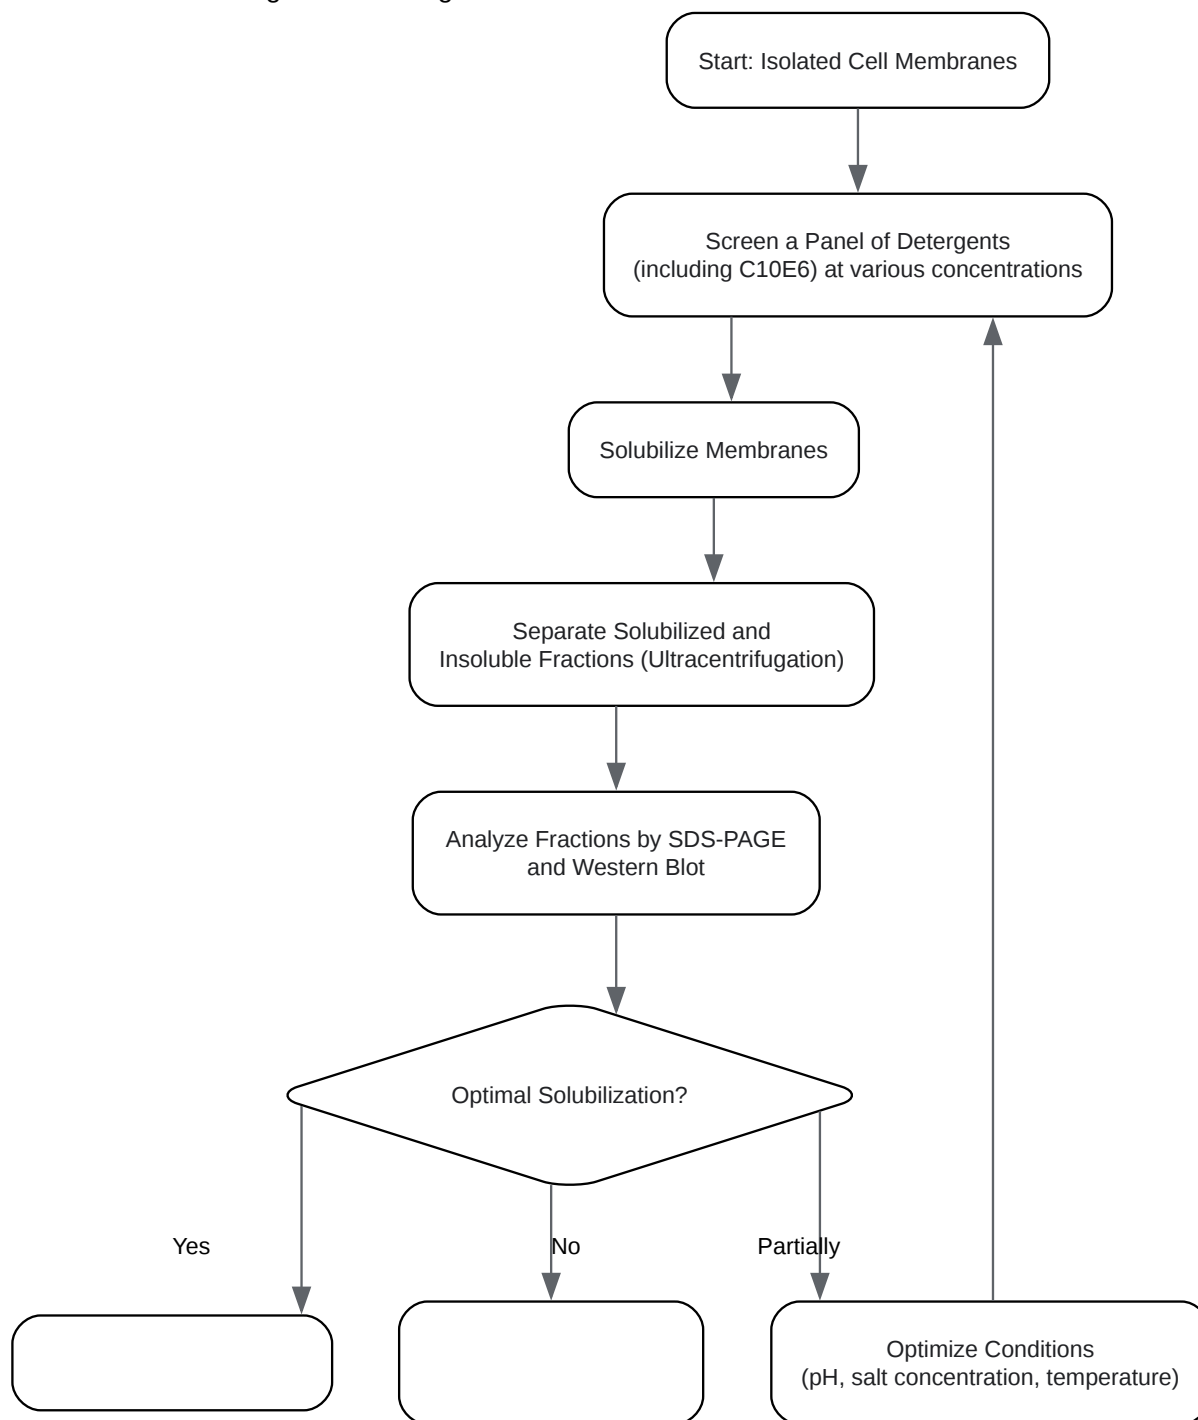 Start: Isolated Cell Membranes
Screen a Panel of Detergents
(including C10E6) at various concentrations
Solubilize Membranes
Separate Solubilized and
Insoluble Fractions (Ultracentrifugation)
Analyze Fractions by SDS-PAGE
and Western Blot
Optimal Solubilization?
Yes
No
Partially
Optimize Conditions
(pH, salt concentration, temperature)